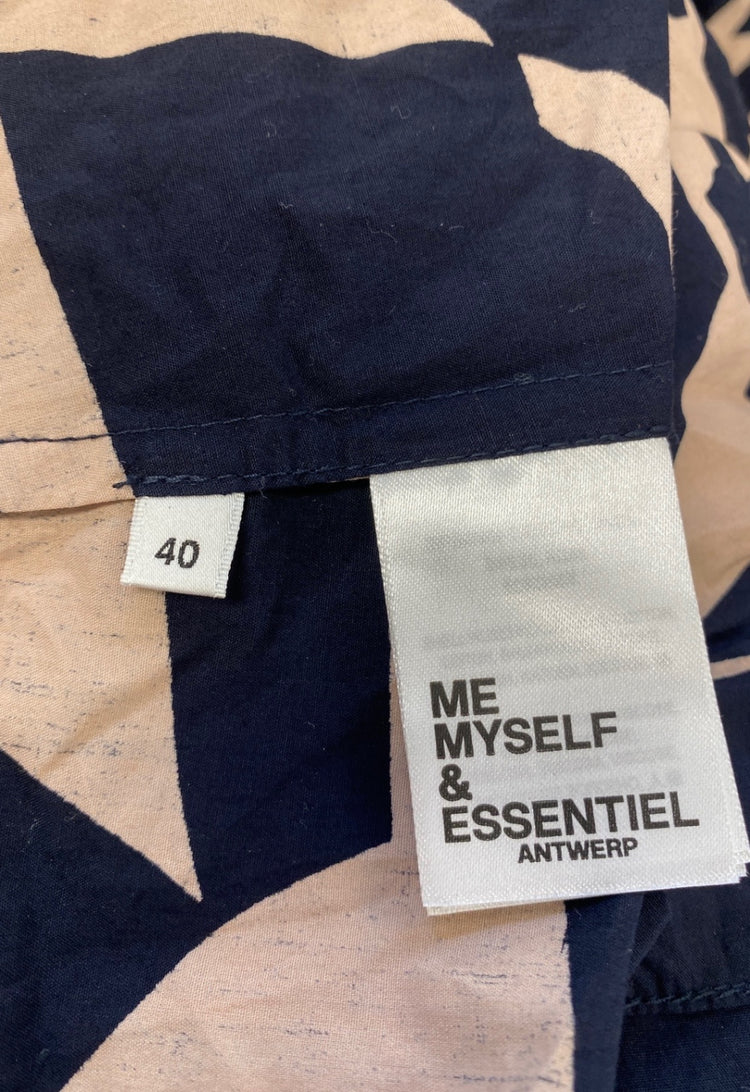 40
ME
MYSELF
&
ESSENTIEL
ANTWERP